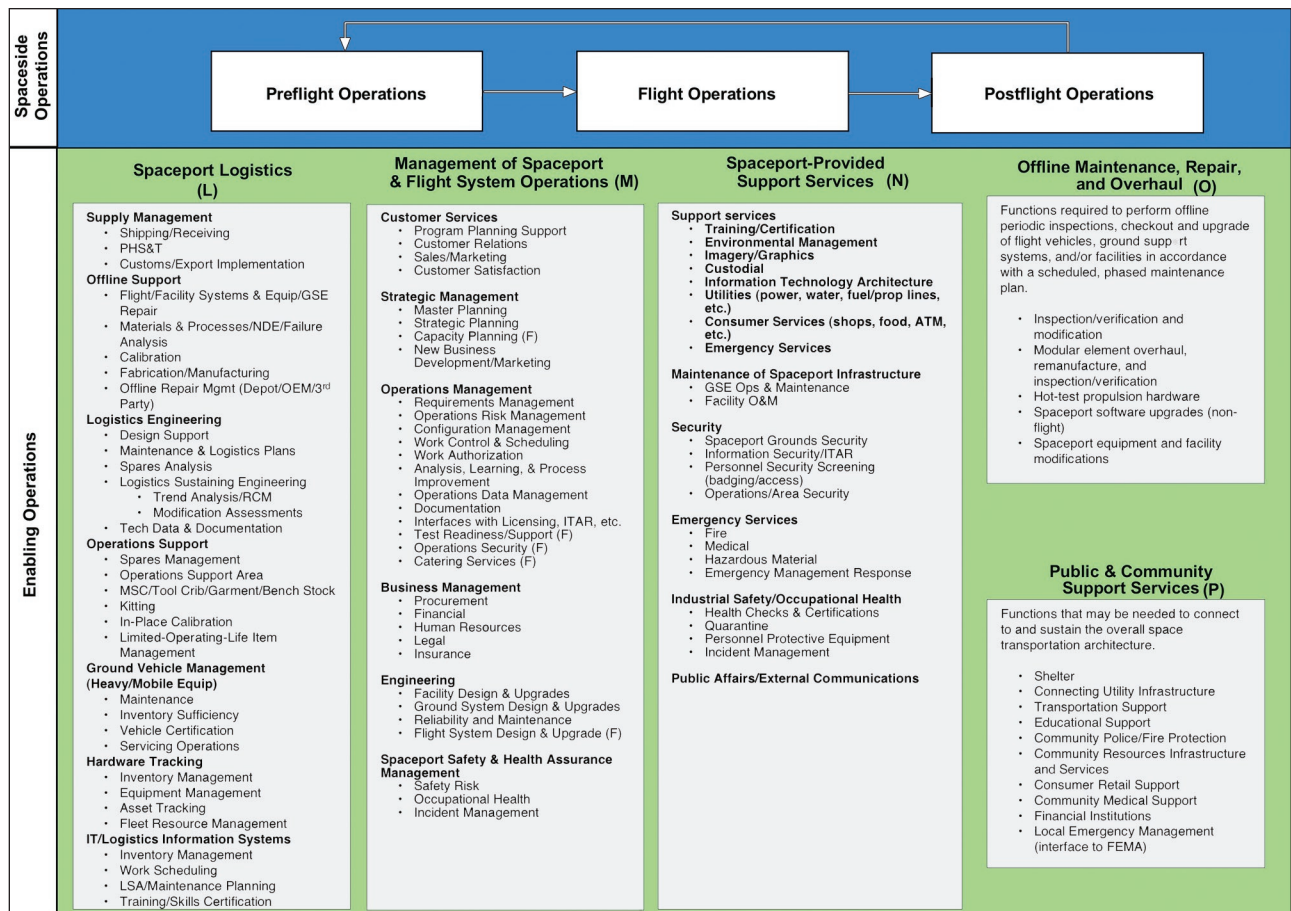 Spaceside
Operations
Preflight Operations
Flight Operations
Postflight Operations
Enabling Operations
Spaceport Logistics
(L)
Supply Management
• Shipping/Receiving
• PHS&T
• Customs/Export Implementation
Offline Support
• Flight/Facility Systems & Equip/GSE
Repair
• Materials & Processes/NDE/Failure
Analysis
• Calibration
• Fabrication/Manufacturing
• Offline Repair Mgmt (Depot/OEM/3rd
Party)
Logistics Engineering
• Design Support
• Maintenance & Logistics Plans
• Spares Analysis
• Logistics Sustaining Engineering
• Trend Analysis/RCM
• Modification Assessments
• Tech Data & Documentation
Operations Support
• Spares Management
• Operations Support Area
• MSC/Tool Crib/Garment/Bench Stock
• Kitting
• In-Place Calibration
• Limited-Operating-Life Item
Management
Ground Vehicle Management
(Heavy/Mobile Equip)
• Maintenance
• Inventory Sufficiency
• Vehicle Certification
• Servicing Operations
Hardware Tracking
• Inventory Management
• Equipment Management
• Asset Tracking
• Fleet Resource Management
IT/Logistics Information Systems
• Inventory Management
• Work Scheduling
• LSA/Maintenance Planning
• Training/Skills Certification
Management of Spaceport
& Flight System Operations (M)
Customer Services
• Program Planning Support
• Customer Relations
• Sales/Marketing
• Customer Satisfaction
Strategic Management
• Master Planning
• Strategic Planning
• Capacity Planning (F)
• New Business
Development/Marketing
Operations Management
• Requirements Management
• Operations Risk Management
• Configuration Management
• Work Control & Scheduling
• Work Authorization
• Analysis, Learning, & Process
Improvement
• Operations Data Management
• Documentation
• Interfaces with Licensing, ITAR, etc.
• Test Readiness/Support (F)
• Operations Security (F)
• Catering Services (F)
Business Management
• Procurement
• Financial
• Human Resources
• Legal
• Insurance
Engineering
• Facility Design & Upgrades
• Ground System Design & Upgrades
• Reliability and Maintenance
• Flight System Design & Upgrade (F)
Spaceport Safety & Health Assurance
Management
• Safety Risk
• Occupational Health
• Incident Management
Spaceport-Provided
Support Services (N)
Support services
• Training/Certification
• Environmental Management
• Imagery/Graphics
• Custodial
• Information Technology Architecture
• Utilities (power, water, fuel/prop lines,
etc.)
• Consumer Services (shops, food, ATM,
etc.)
• Emergency Services
Maintenance of Spaceport Infrastructure
• GSE Ops & Maintenance
• Facility O&M
Security
• Spaceport Grounds Security
• Information Security/ITAR
• Personnel Security Screening
(badging/access)
• Operations/Area Security
Emergency Services
• Fire
• Medical
• Hazardous Material
• Emergency Management Response
Industrial Safety/Occupational Health
• Health Checks & Certifications
• Quarantine
• Personnel Protective Equipment
• Incident Management
Public Affairs/External Communications
Offline Maintenance, Repair,
and Overhaul (O)
Functions required to perform offline
periodic inspections, checkout and upgrade
of flight vehicles, ground support
systems, and/or facilities in accordance
with a scheduled, phased maintenance
plan.
• Inspection/verification and
modification
• Modular element overhaul,
remanufacture, and
inspection/verification
• Hot-test propulsion hardware
• Spaceport software upgrades (non-
flight)
• Spaceport equipment and facility
modifications
Public & Community
Support Services (P)
Functions that may be needed to connect
to and sustain the overall space
transportation architecture.
• Shelter
• Connecting Utility Infrastructure
• Transportation Support
• Educational Support
• Community Police/Fire Protection
• Community Resources Infrastructure
and Services
• Consumer Retail Support
• Community Medical Support
• Financial Institutions
• Local Emergency Management
(interface to FEMA)